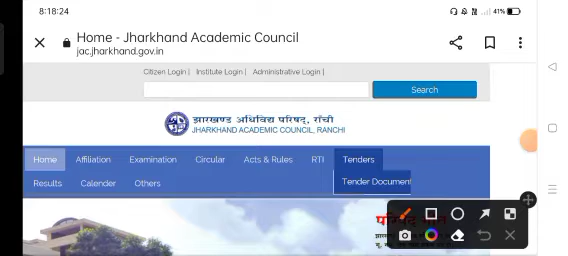 8:18:24 41%
Home - Jharkhand Academic Council
jac.jharkhand.gov.in
Citizen Login | Institute Login | Administrative Login |
Search
झारखण्ड अधिविद्य परिषद्, राँची
JHARKHAND ACADEMIC COUNCIL, RANCHI
Home Affiliation Examination Circular Acts & Rules RTI Tenders
Results Calender Others Tender Document